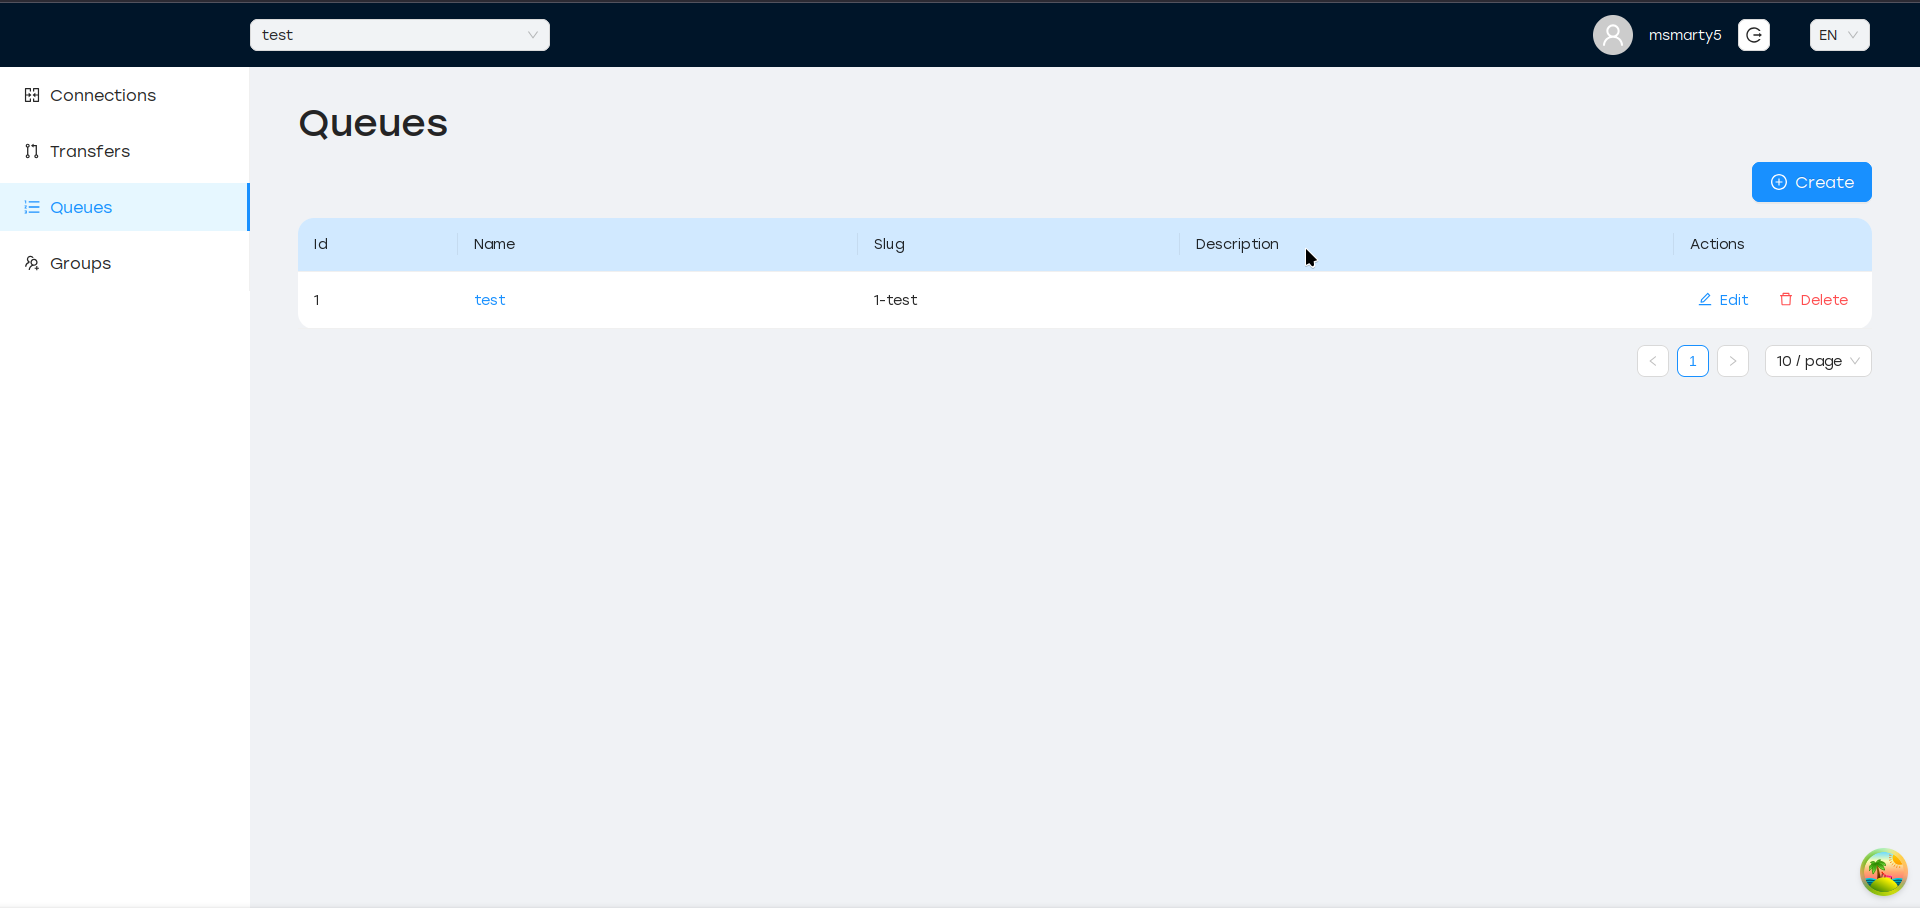 test
msmarty5
EN
Connections
Transfers
Queues
Groups
Queues
Create
Id Name Slug Description Actions
1 test 1-test Edit Delete
1 10 / page